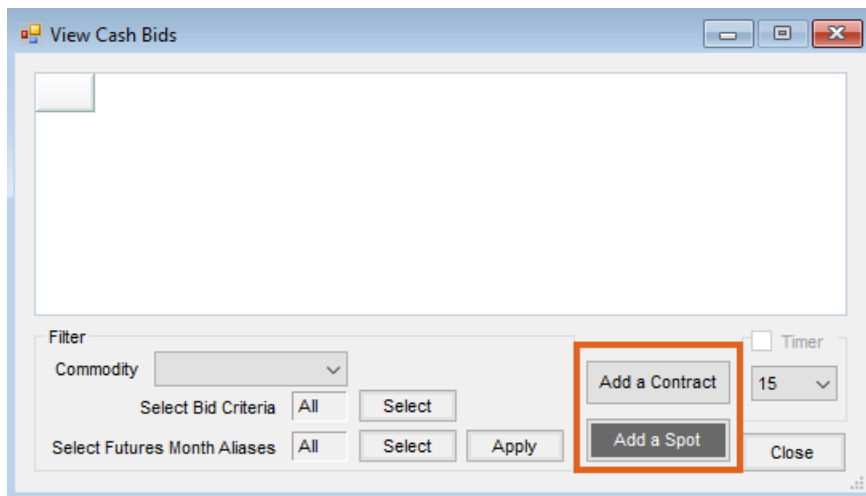 View Cash Bids
Filter
Commodity
Select Bid Criteria All Select
Select Futures Month Aliases All Select Apply
Add a Contract
Add a Spot
Timer
15
Close